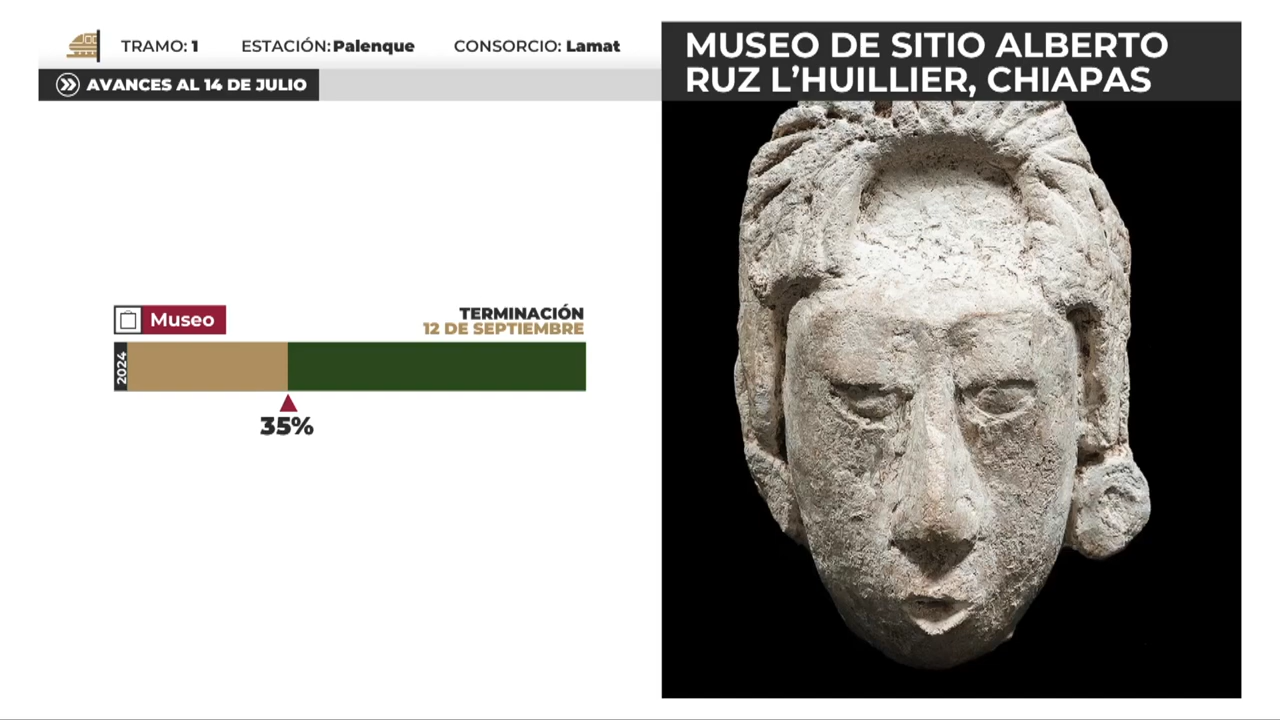 TRAMO: 1 ESTACIÓN: Palenque CONSORCIO: Lamat
AVANCES AL 14 DE JULIO
MUSEO DE SITIO ALBERTO
RUZ L’HUILLIER, CHIAPAS
Museo
TERMINACIÓN
12 DE SEPTIEMBRE
2024
35%